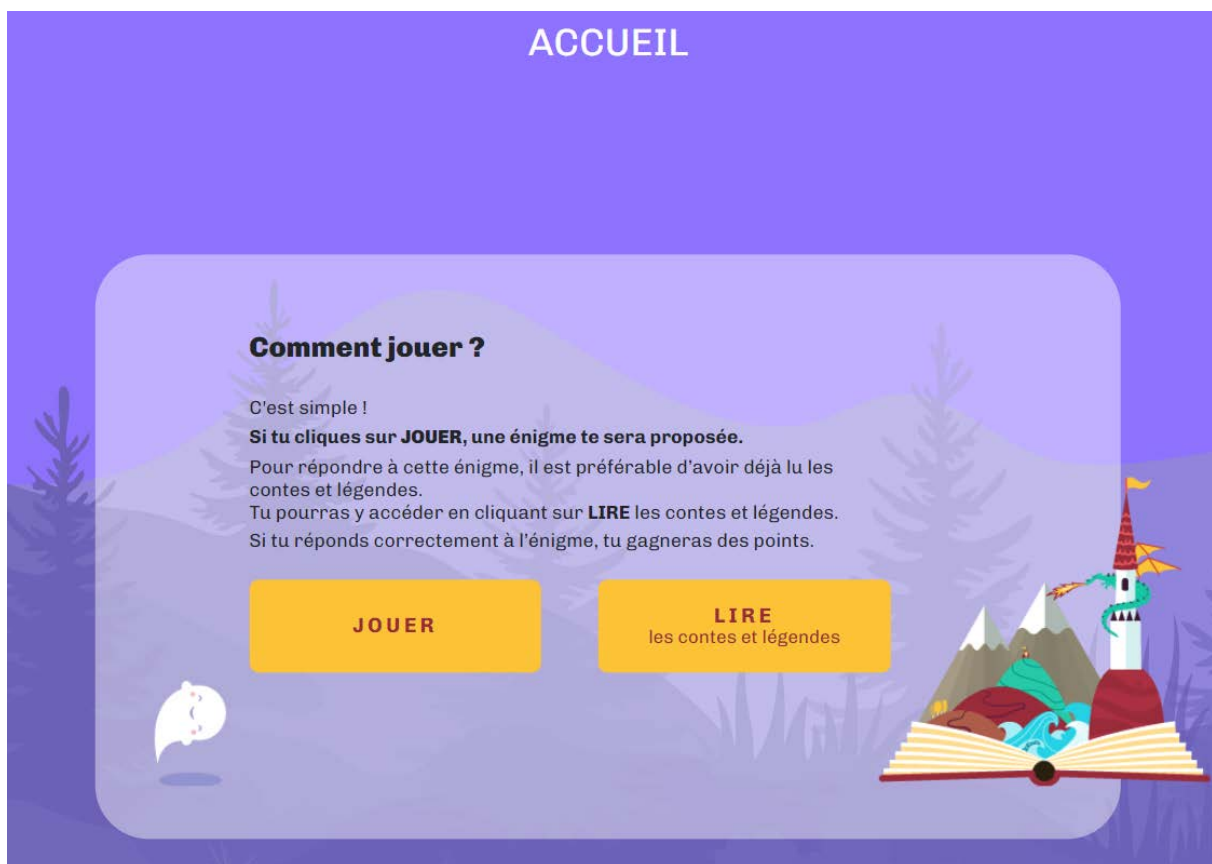 ACCUEIL
Comment jouer ?
C'est simple !
Si tu cliques sur JOUER, une énigme te sera proposée.
Pour répondre à cette énigme, il est préférable d’avoir déjà lu les
contes et légendes.
Tu pourras y accéder en cliquant sur LIRE les contes et légendes.
Si tu réponds correctement à l’énigme, tu gagneras des points.
JOUER
LIRE
les contes et légendes